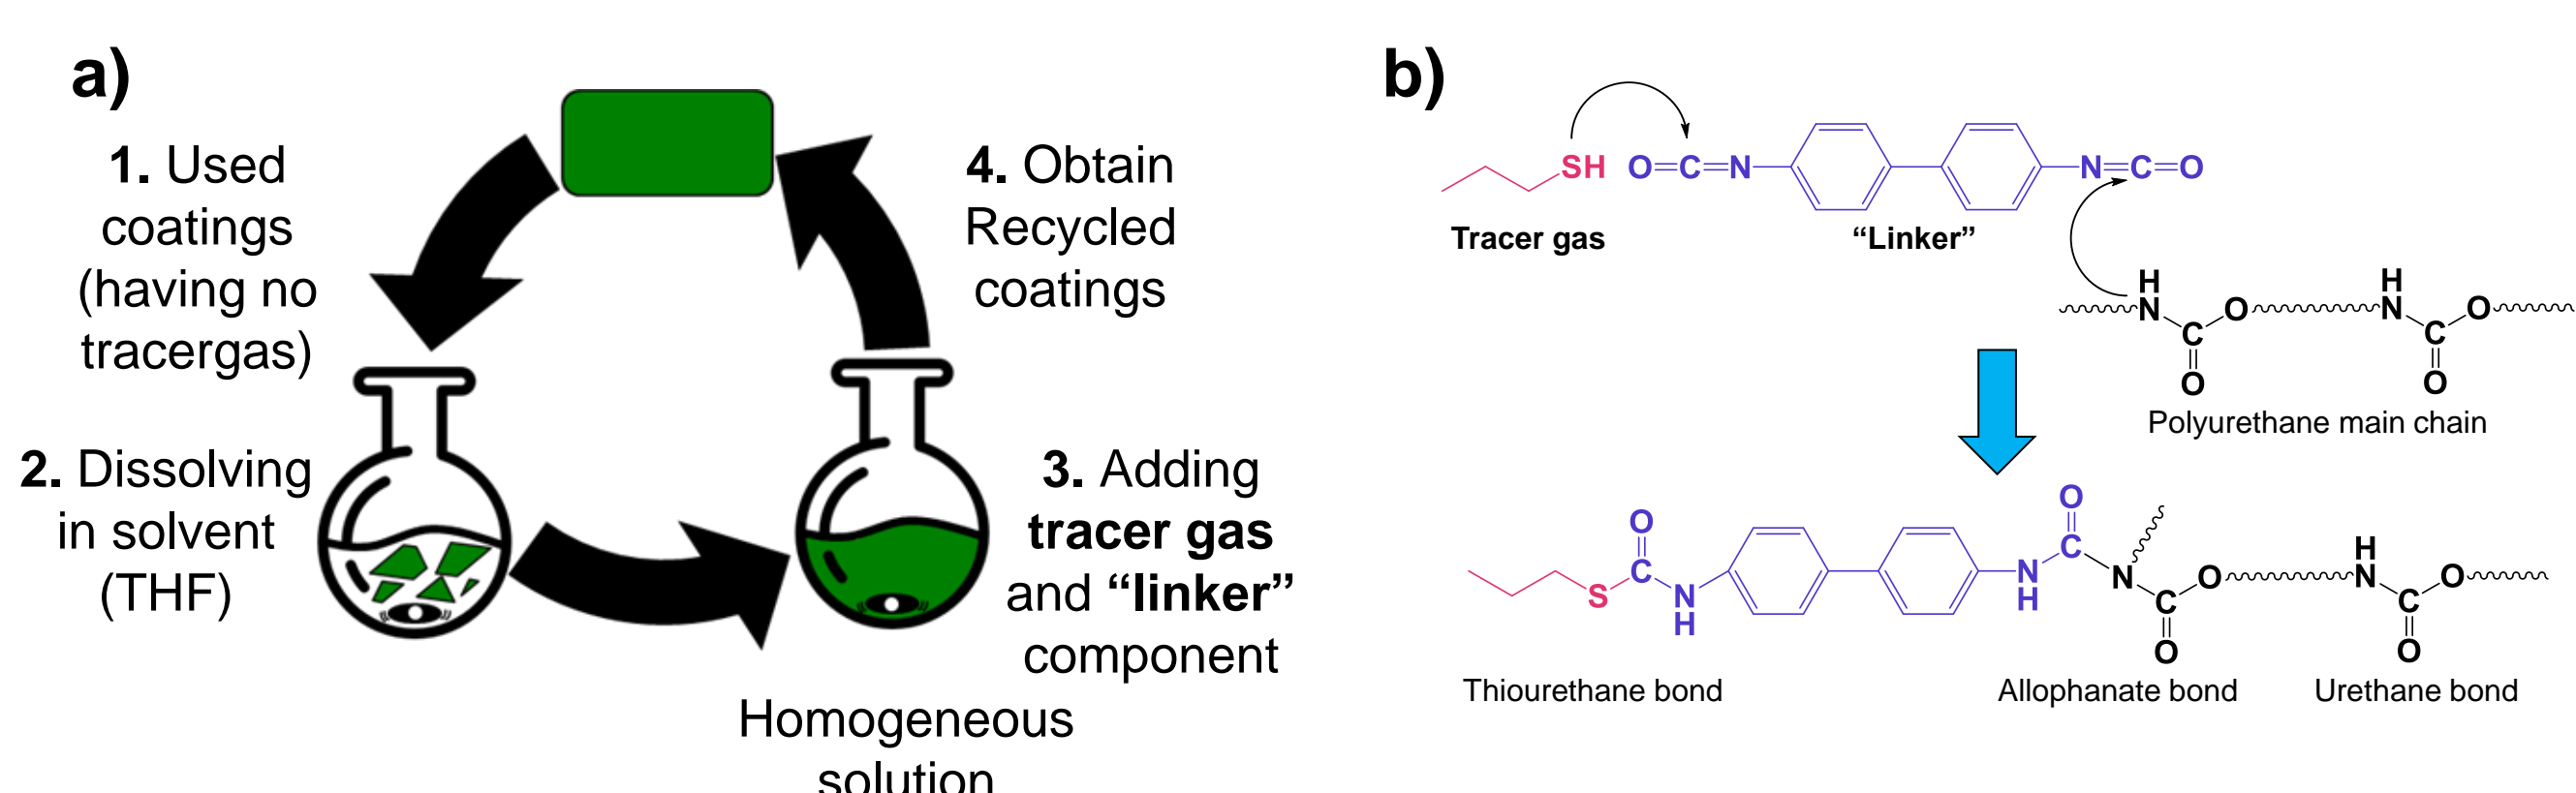 a)
1. Used
coatings
(having no
tracergas)
2. Dissolving
in solvent
(THF)
3. Adding
tracer gas
and “linker”
component
Homogeneous
solution
4. Obtain
Recycled
coatings
b)
SH O=C=N N=C=O
Tracer gas
“Linker”
H
N
C
O
O
H
N
C
O
O
Polyurethane main chain
O
C
S
N
H
N
H
O
C
N
C
O
O
H
N
C
O
O
Thiourethane bond
Allophanate bond
Urethane bond